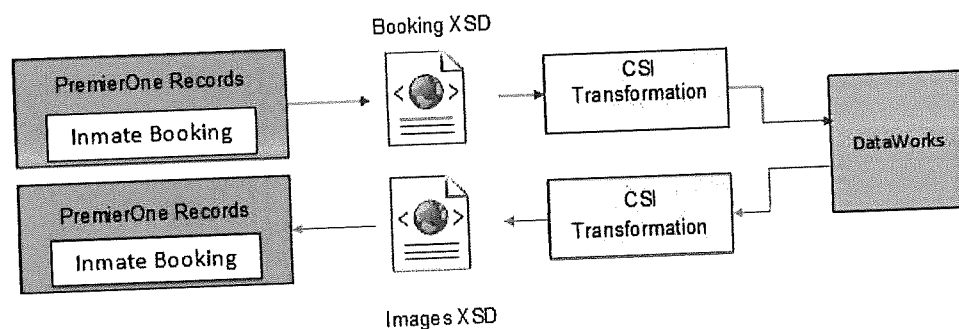 Booking XSD
PremierOne Records
Inmate Booking
CSI
Transformation
DataWorks
PremierOne Records
Inmate Booking
CSI
Transformation
Images XSD